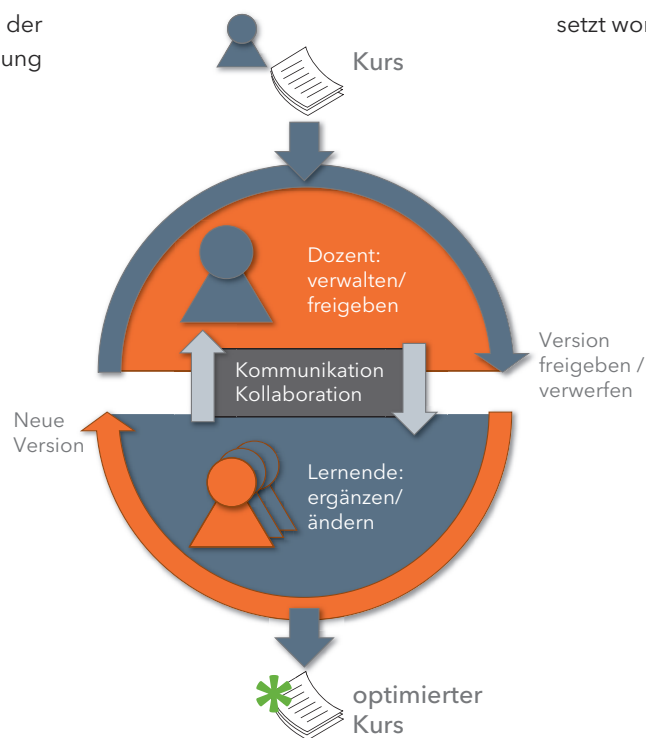 der
ung
setzt wor
Kurs
Dozent:
verwalten/
freigeben
Version
freigeben /
verwerfen
Kommunikation
Kollaboration
Neue
Version
Lernende:
ergänzen/
ändern
optimierter
Kurs